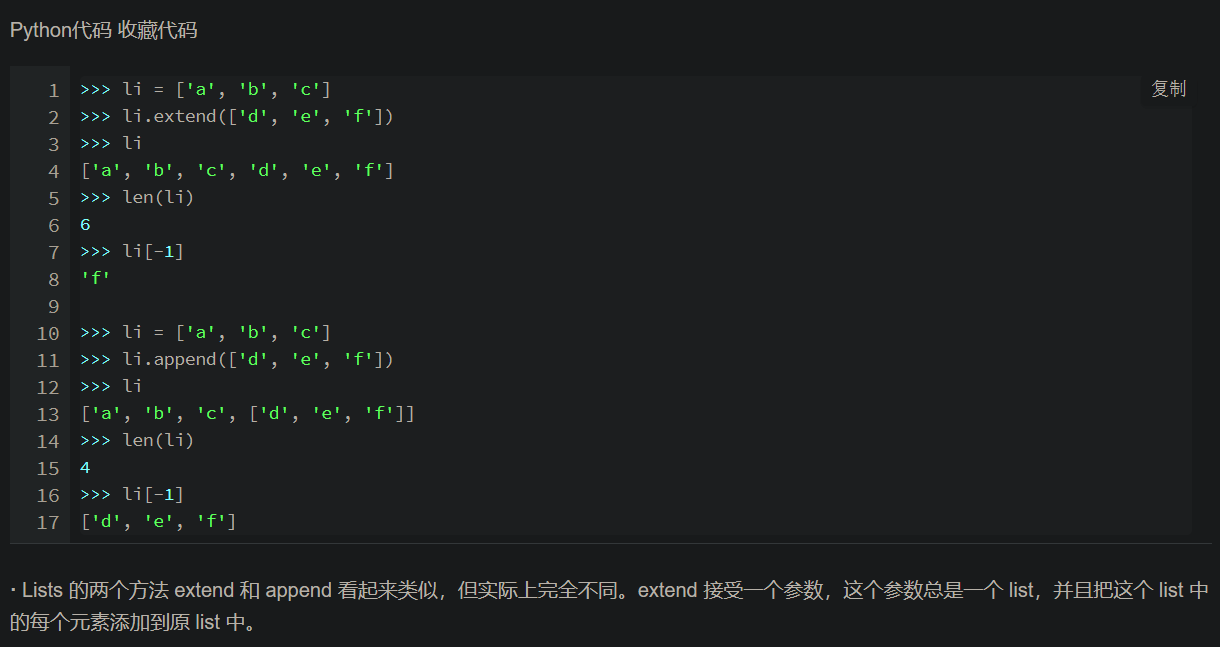 Python代码 收藏代码
复制
1 >>> li = ['a', 'b', 'c']
2 >>> li.extend(['d', 'e', 'f'])
3 >>> li
4 ['a', 'b', 'c', 'd', 'e', 'f']
5 >>> len(li)
6 6
7 >>> li[-1]
8 'f'
9
10 >>> li = ['a', 'b', 'c']
11 >>> li.append(['d', 'e', 'f'])
12 >>> li
13 ['a', 'b', 'c', ['d', 'e', 'f']]
14 >>> len(li)
15 4
16 >>> li[-1]
17 ['d', 'e', 'f']
· Lists 的两个方法 extend 和 append 看起来类似，但实际上完全不同。extend 接受一个参数，这个参数总是一个 list，并且把这个 list 中
的每个元素添加到原 list 中。